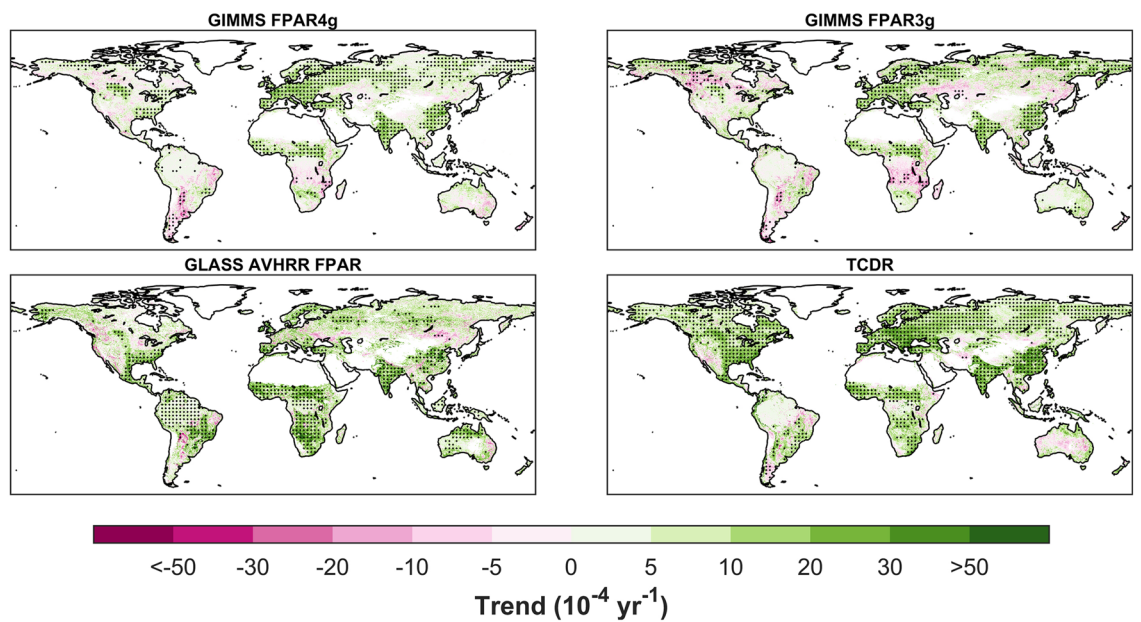 GIMMS FPAR4g
GIMMS FPAR3g
GLASS AVHRR FPAR
TCDR
<-50 -30 -20 -10 -5 0 5 10 20 30 >50
Trend (10⁻⁴ yr⁻¹)